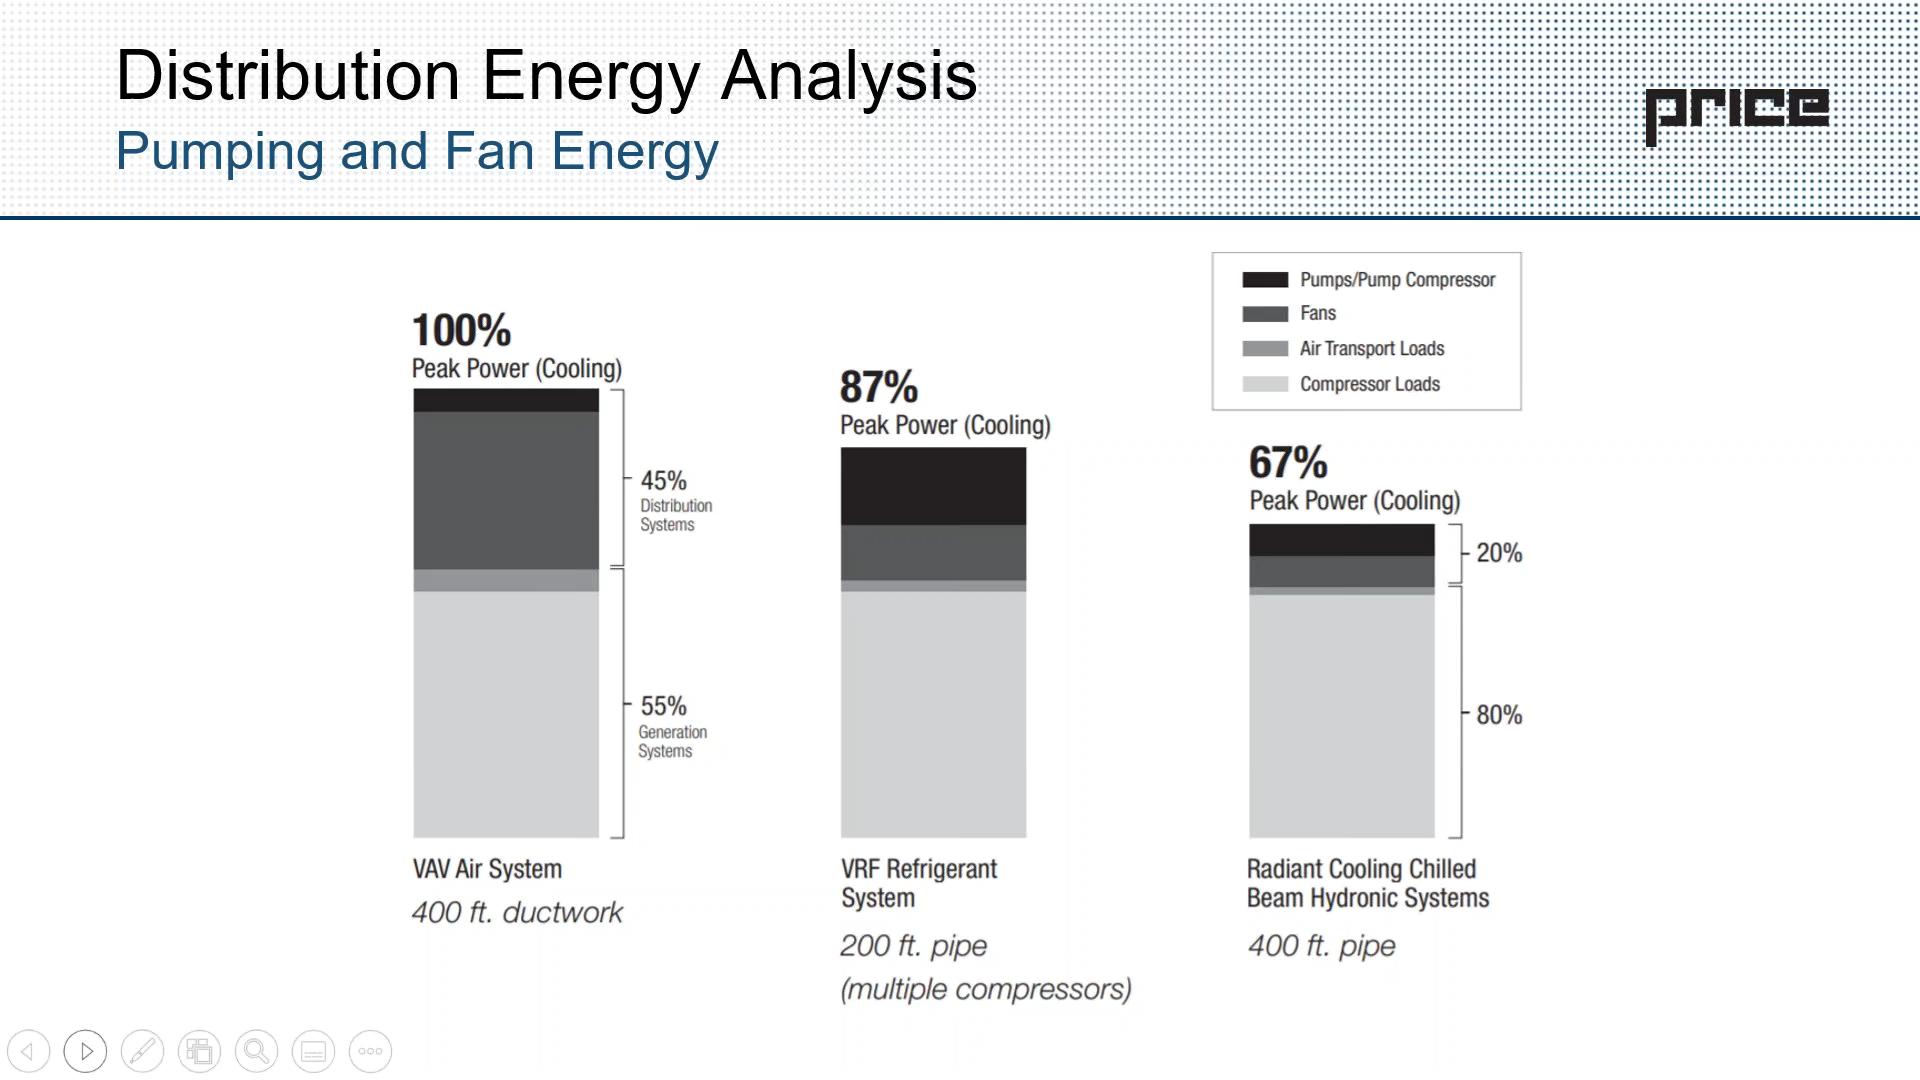 Distribution Energy Analysis
Pumping and Fan Energy
price
Pumps/Pump Compressor
Fans
Air Transport Loads
Compressor Loads
100%
Peak Power (Cooling)
45%
Distribution
Systems
55%
Generation
Systems
VAV Air System
400 ft. ductwork
87%
Peak Power (Cooling)
VRF Refrigerant
System
200 ft. pipe
(multiple compressors)
67%
Peak Power (Cooling)
20%
80%
Radiant Cooling Chilled
Beam Hydronic Systems
400 ft. pipe